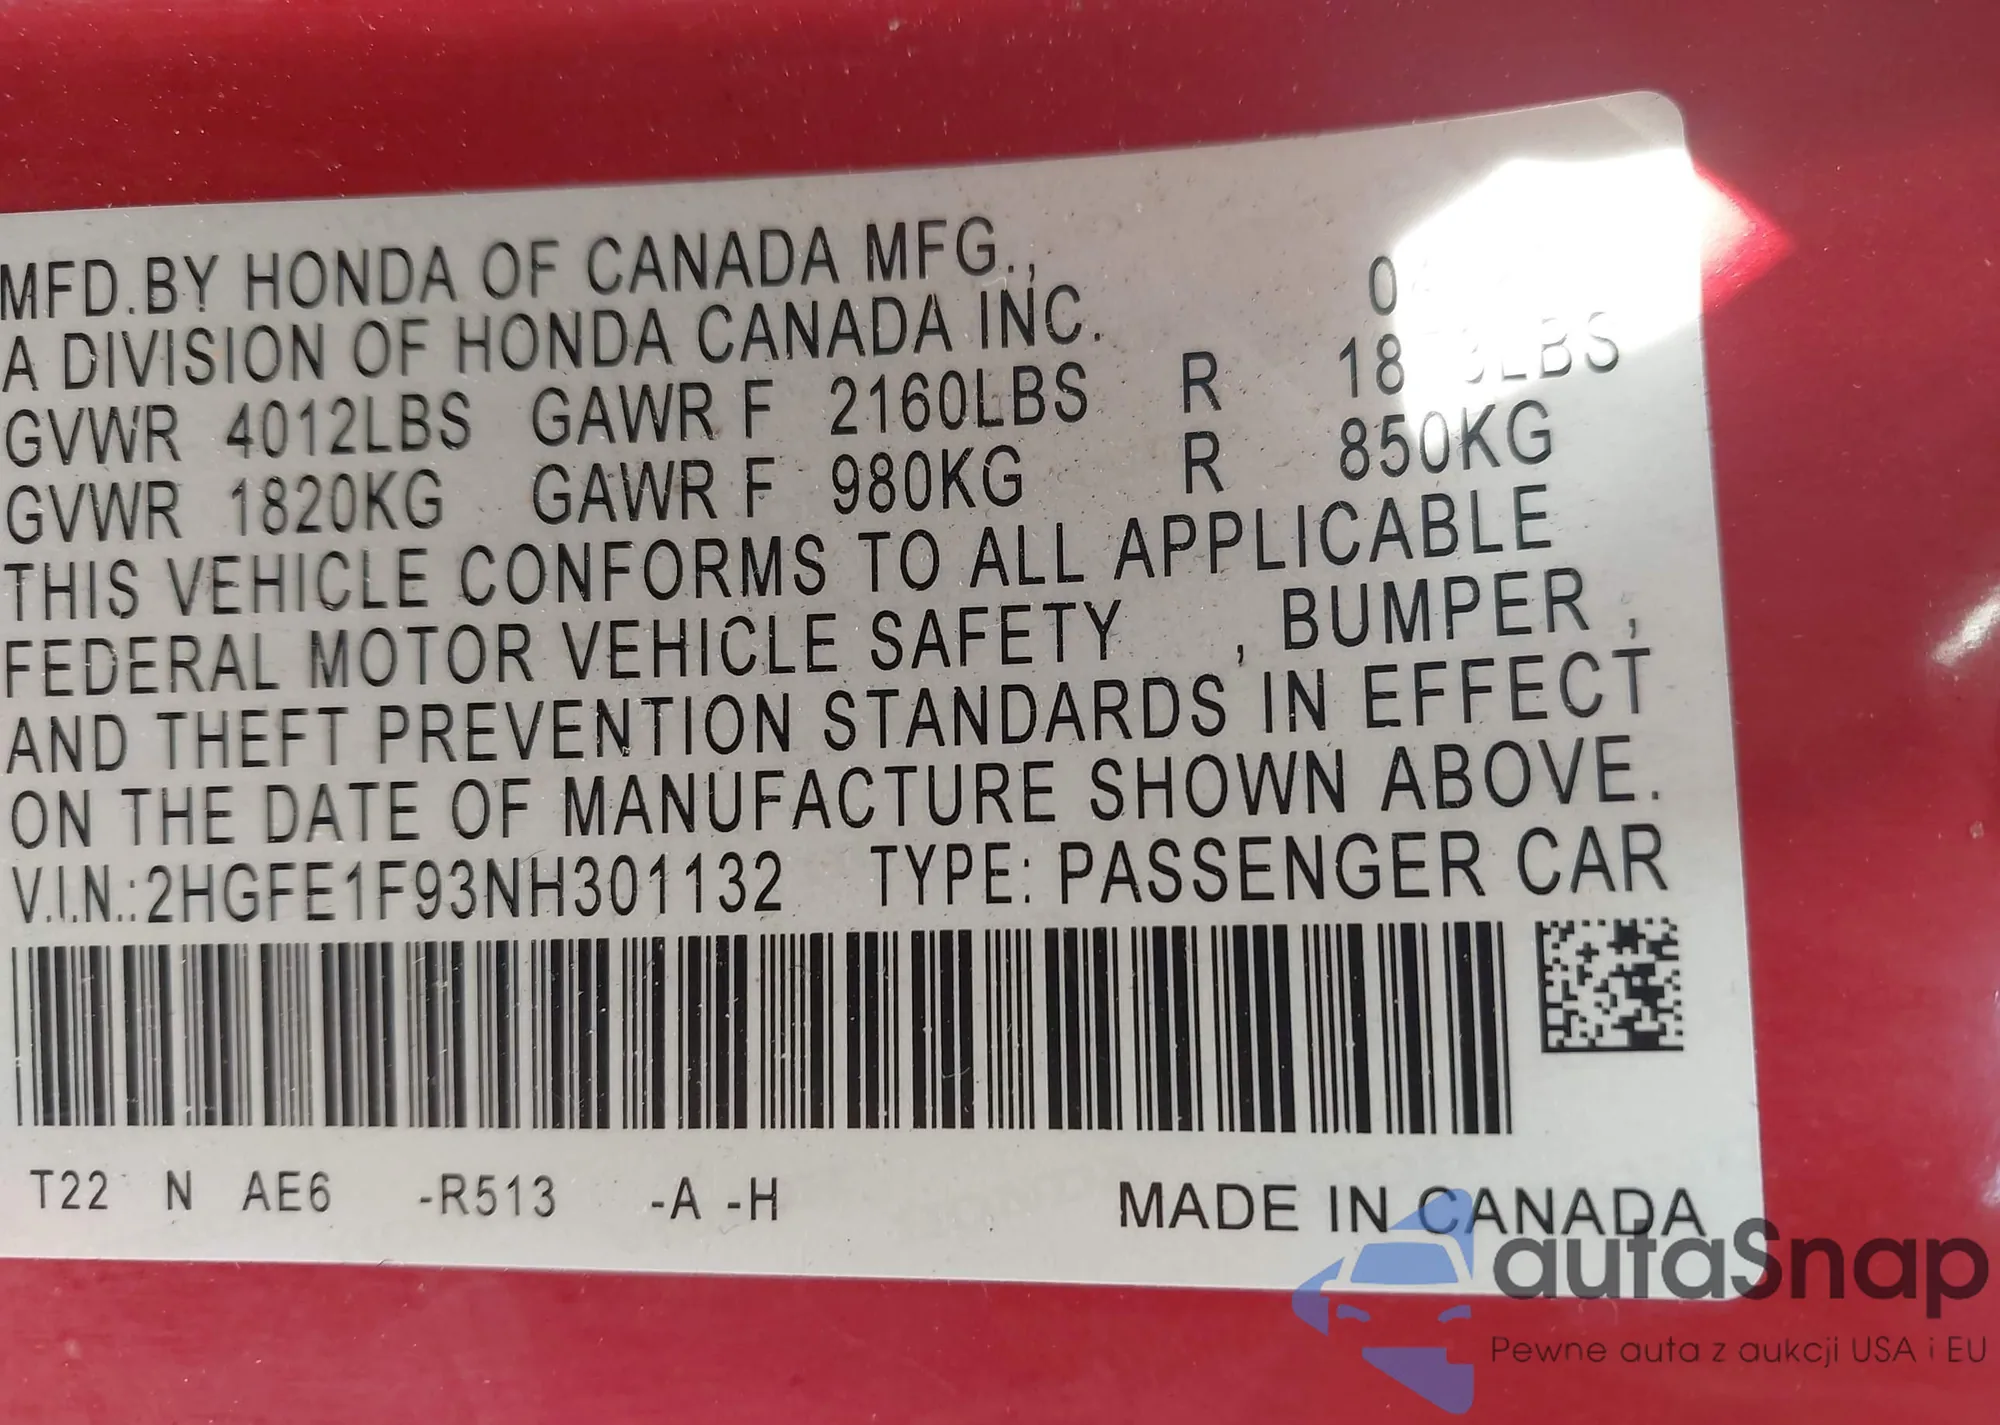 MFD.BY HONDA OF CANADA MFG.,
A DIVISION OF HONDA CANADA INC.
GVWR 4012LBS GAWR F 2160LBS R
GVWR 1820KG GAWR F 980KG R 850KG
THIS VEHICLE CONFORMS TO ALL APPLICABLE
FEDERAL MOTOR VEHICLE SAFETY , BUMPER ,
AND THEFT PREVENTION STANDARDS IN EFFECT
ON THE DATE OF MANUFACTURE SHOWN ABOVE.
V.I.N.:2HGFE1F93NH301132 TYPE: PASSENGER CAR
T22 N AE6 -R513 -A -H MADE IN CANADA
autaSnap
Pewne auta z aukcji USA i EU